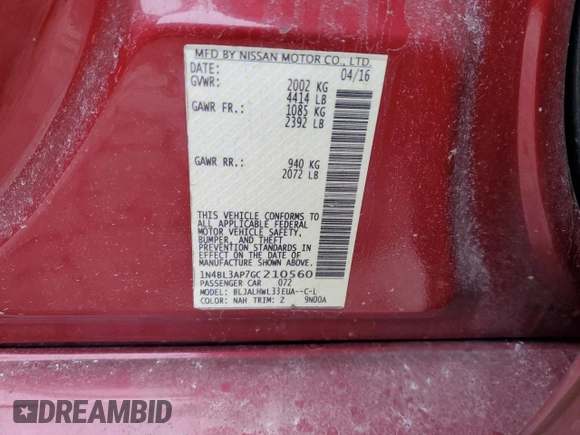 MFD BY NISSAN MOTOR CO., LTD.
DATE: 04/16
GVWR: 2002 KG
4414 LB
GAWR FR.: 1085 KG
2392 LB
GAWR RR.: 940 KG
2072 LB
THIS VEHICLE CONFORMS TO
ALL APPLICABLE FEDERAL
MOTOR VEHICLE SAFETY,
BUMPER, AND THEFT
PREVENTION STANDARDS IN
EFFECT ON THE DATE OF
MANUFACTURE SHOWN ABOVE.
1N4BL3AP7GC210560
PASSENGER CAR 072
MODEL: BLJALHWL33EUA--C-L
COLOR: NAH TRIM: Z 9N00A
DREAMBID